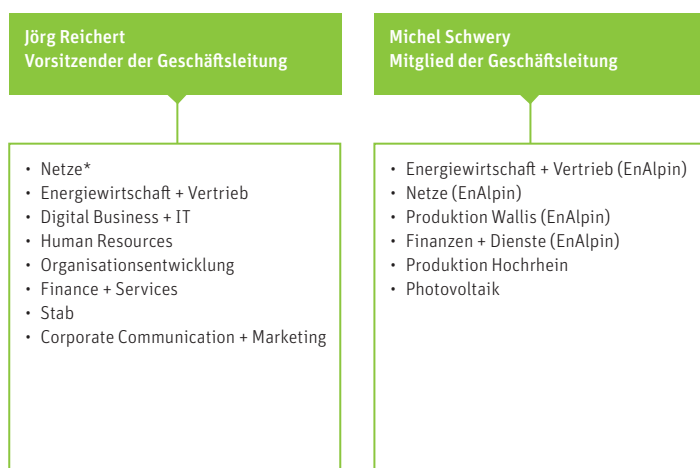 Jörg Reichert
Vorsitzender der Geschäftsleitung
• Netze*
• Energiewirtschaft + Vertrieb
• Digital Business + IT
• Human Resources
• Organisationsentwicklung
• Finance + Services
• Stab
• Corporate Communication + Marketing
Michel Schwery
Mitglied der Geschäftsleitung
• Energiewirtschaft + Vertrieb (EnAlpin)
• Netze (EnAlpin)
• Produktion Wallis (EnAlpin)
• Finanzen + Dienste (EnAlpin)
• Produktion Hochrhein
• Photovoltaik